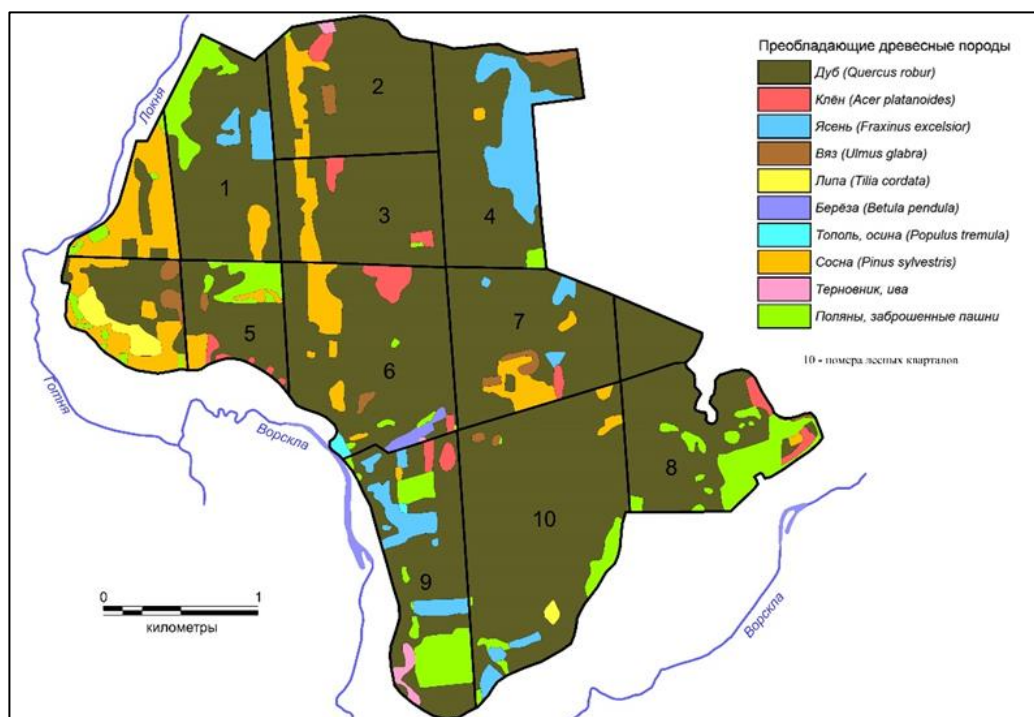 Преобладающие древесные породы
Дуб (Quercus robur)
Клён (Acer platanoides)
Ясень (Fraxinus excelsior)
Вяз (Ulmus glabra)
Липа (Tilia cordata)
Берёза (Betula pendula)
Тополь, осина (Populus tremula)
Сосна (Pinus sylvestris)
Терновник, ива
Поляны, заброшенные пашни
10 - номера лесных кварталов
Локня
2
1
3
4
7
5
6
Готня
Ворскла
8
10
9
Ворскла
0 1
километры